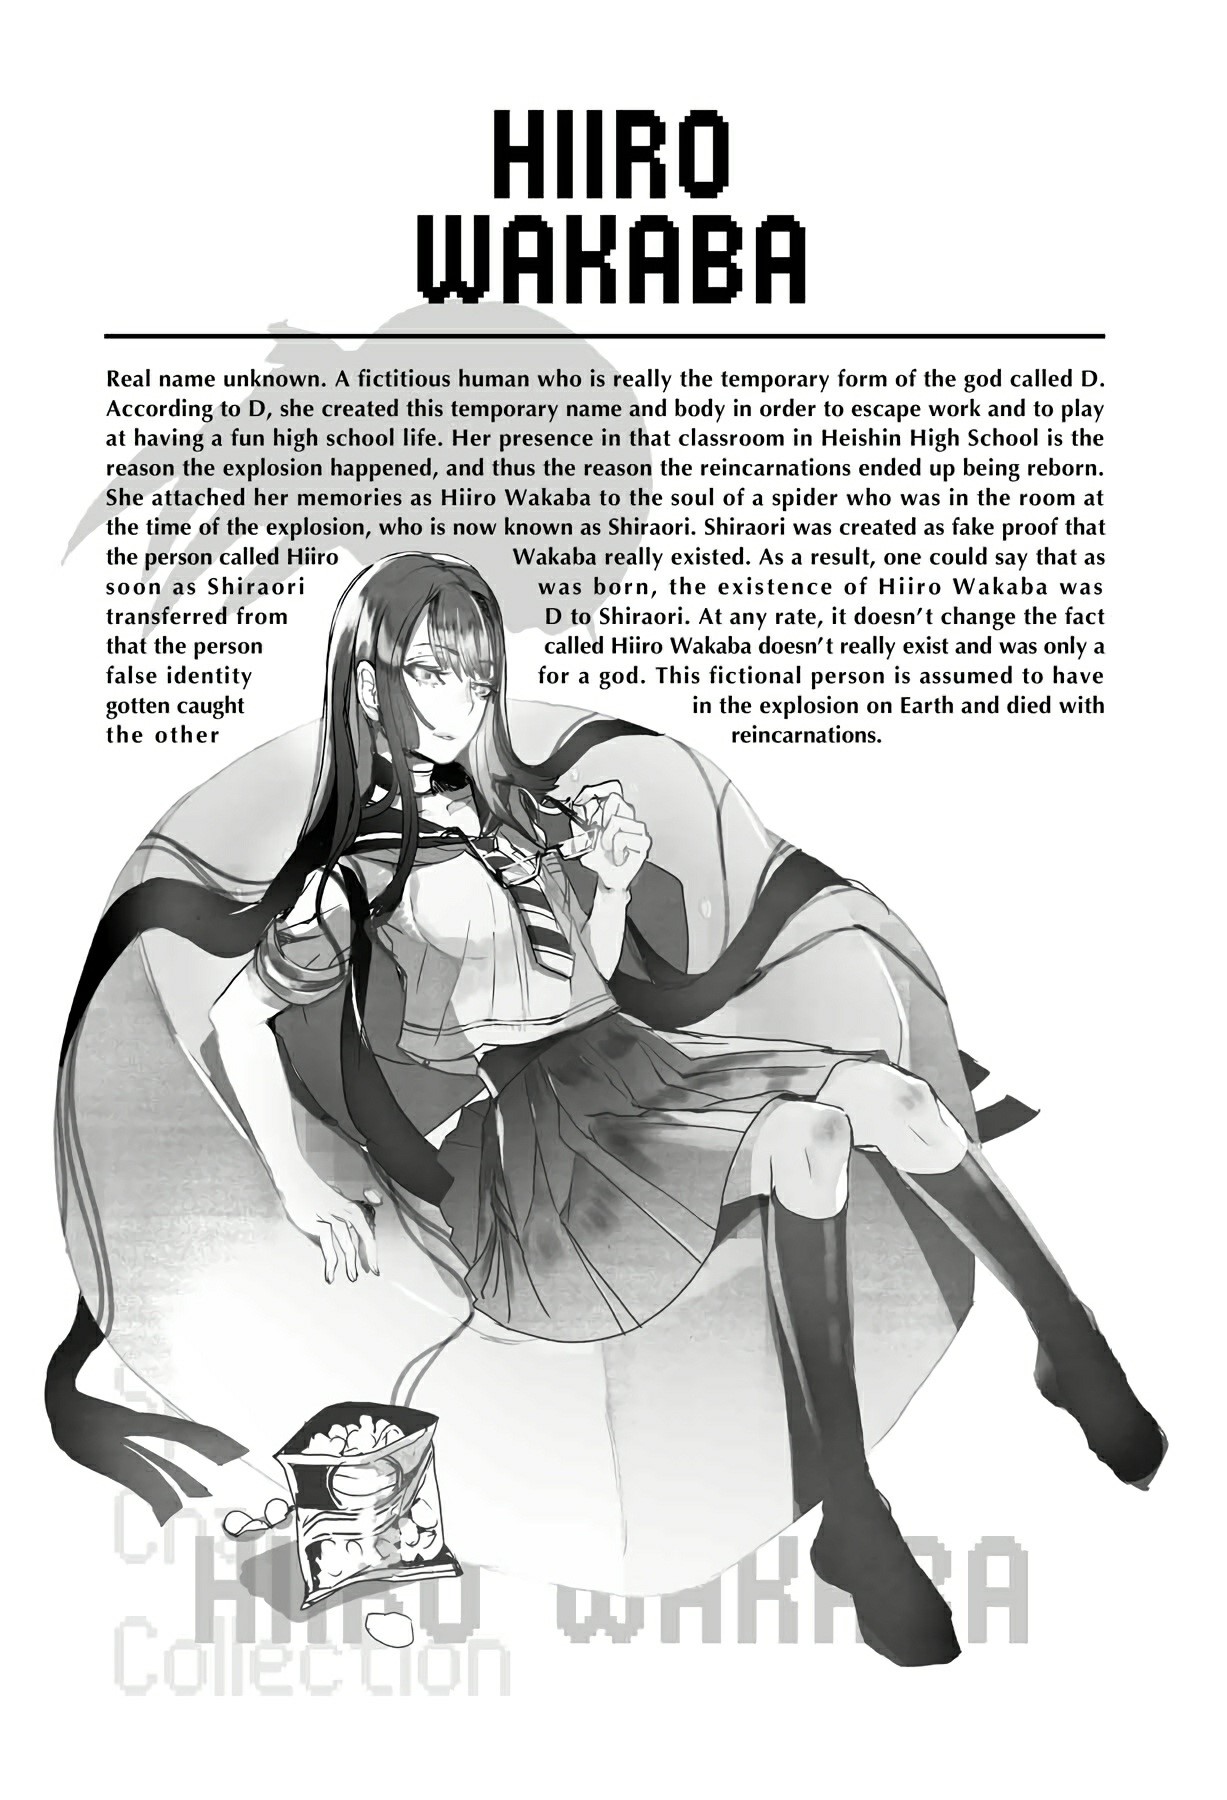 HIIRO
WAKABA
Real name unknown. A fictitious human who is really the temporary form of the god called D.
According to D, she created this temporary name and body in order to escape work and to play
at having a fun high school life. Her presence in that classroom in Heishin High School is the
reason the explosion happened, and thus the reason the reincarnations ended up being reborn.
She attached her memories as Hiiro Wakaba to the soul of a spider who was in the room at
the time of the explosion, who is now known as Shiraori. Shiraori was created as fake proof that
the person called Hiiro Wakaba really existed. As a result, one could say that as
soon as Shiraori was born, the existence of Hiiro Wakaba was
transferred from D to Shiraori. At any rate, it doesn't change the fact
that the person called Hiiro Wakaba doesn't really exist and was only a
false identity for a god. This fictional person is assumed to have
gotten caught in the explosion on Earth and died with
the other reincarnations.
HIIRO WAKABA
Collection